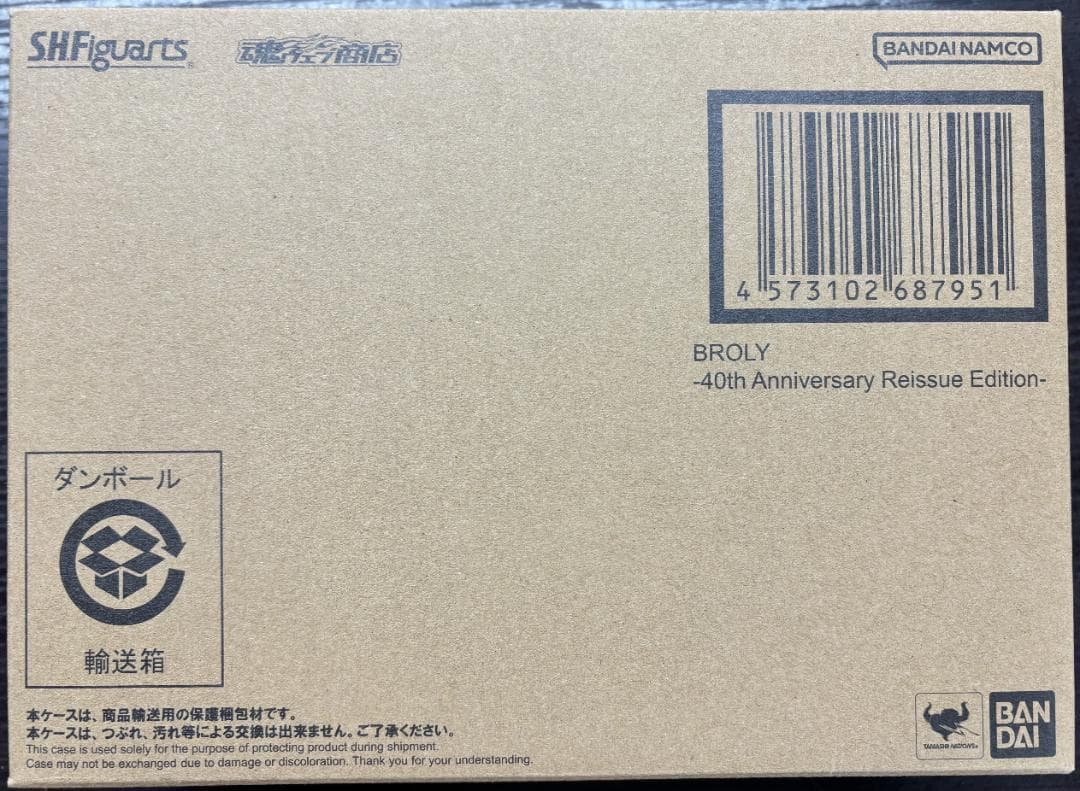 S.H.Figuarts
魂ウェブ商店
BANDAI NAMCO
4 573102 687951
BROLY
-40th Anniversary Reissue Edition-
ダンボール
輸送箱
本ケースは、商品輸送用の保護梱包材です。
本ケースは、つぶれ、汚れ等による交換は出来ません。ご了承ください。
This case is used solely for the purpose of protecting product during shipment.
Case may not be exchanged due to damage or discoloration. Thank you for your understanding.
TAMASHII NATIONS
BAN
DAI